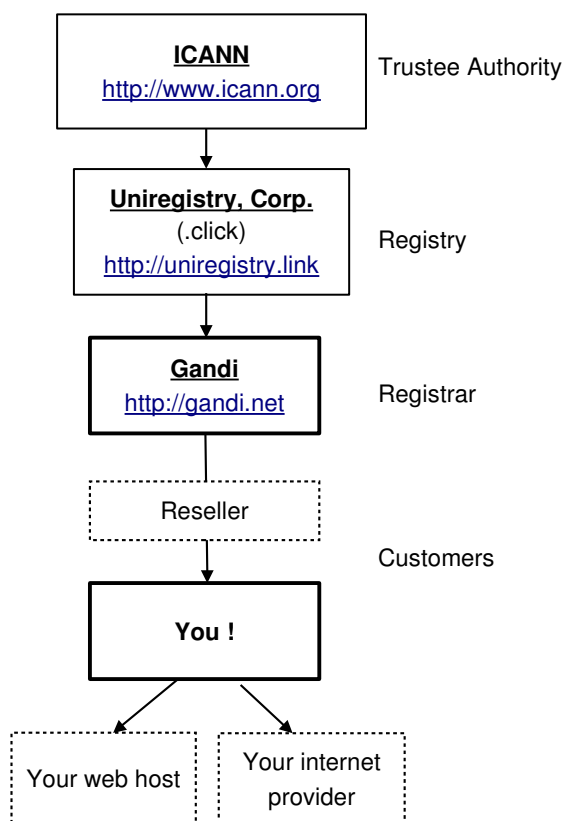 ICANN
http://www.icann.org
Trustee Authority
Uniregistry, Corp.
(.click)
http://uniregistry.link
Registry
Gandi
http://gandi.net
Registrar
Reseller
Customers
You !
Your web host
Your internet
provider